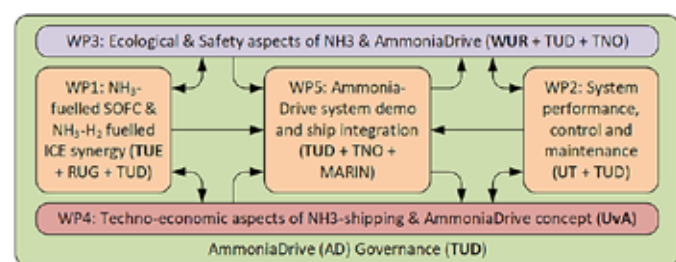 WP3: Ecological & Safety aspects of NH3 & AmmoniaDrive (WUR + TUD + TNO)
WP1: NH₃-
fuelled SOFC &
NH₃-H₂ fuelled
ICE synergy (TUE
+ RUG + TUD)
WP5: Ammonia-
Drive system demo
and ship integration
(TUD + TNO +
MARIN)
WP2: System
performance,
control and
maintenance
(UT + TUD)
WP4: Techno-economic aspects of NH3-shipping & AmmoniaDrive concept (UvA)
AmmoniaDrive (AD) Governance (TUD)